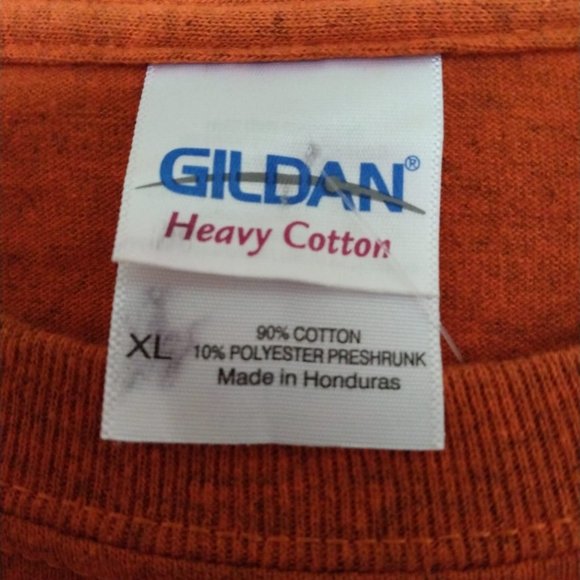 GILDAN®
Heavy Cotton
XL
90% COTTON
10% POLYESTER PRESHRUNK
Made in Honduras